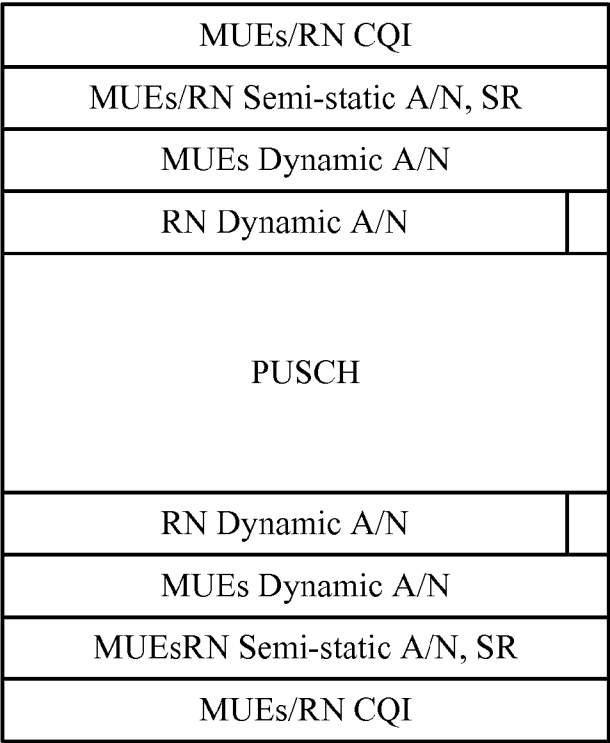 MUEs/RN CQI
MUEs/RN Semi-static A/N, SR
MUEs Dynamic A/N
RN Dynamic A/N
PUSCH
RN Dynamic A/N
MUEs Dynamic A/N
MUEsRN Semi-static A/N, SR
MUEs/RN CQI